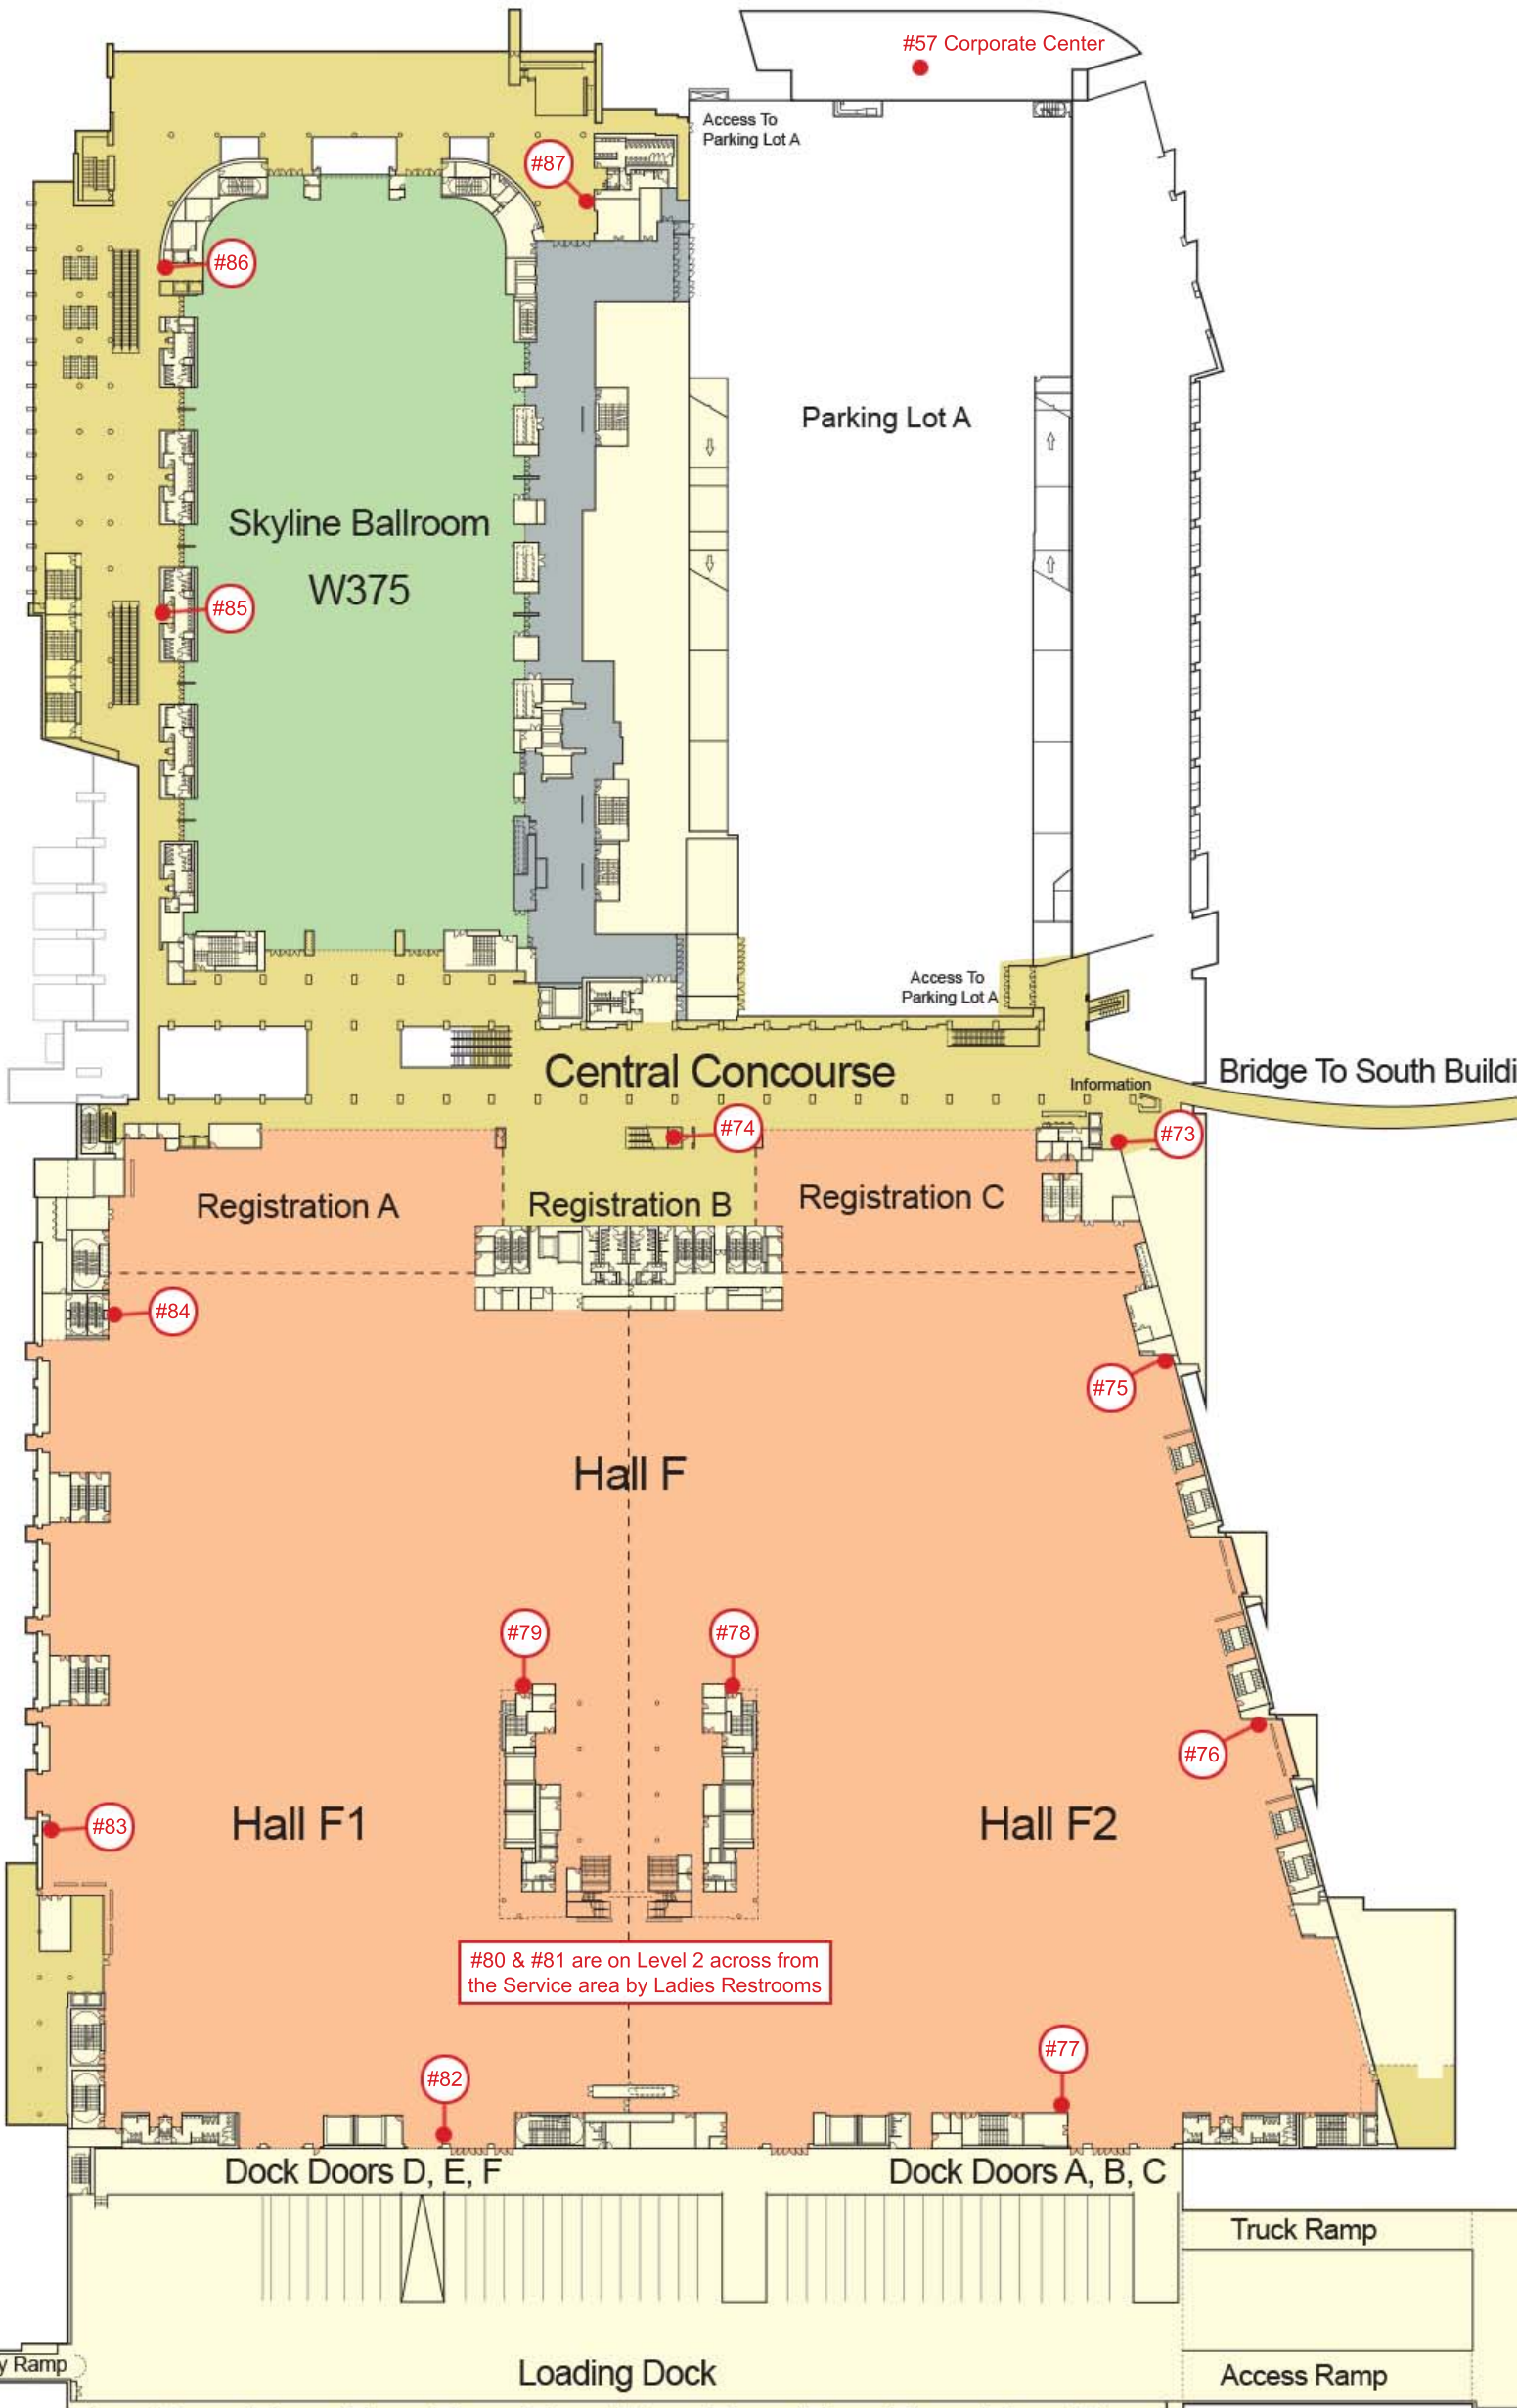 #57 Corporate Center
Access To
Parking Lot A
#87
#86
Parking Lot A
Skyline Ballroom
W375
#85
Access To
Parking Lot A
Central Concourse
Information
Bridge To South Buildi
#74
#73
Registration A
Registration B
Registration C
#84
#75
Hall F
#79
#78
#76
#83
Hall F1
Hall F2
#80 & #81 are on Level 2 across from
the Service area by Ladies Restrooms
#77
#82
Dock Doors D, E, F
Dock Doors A, B, C
Truck Ramp
y Ramp
Loading Dock
Access Ramp